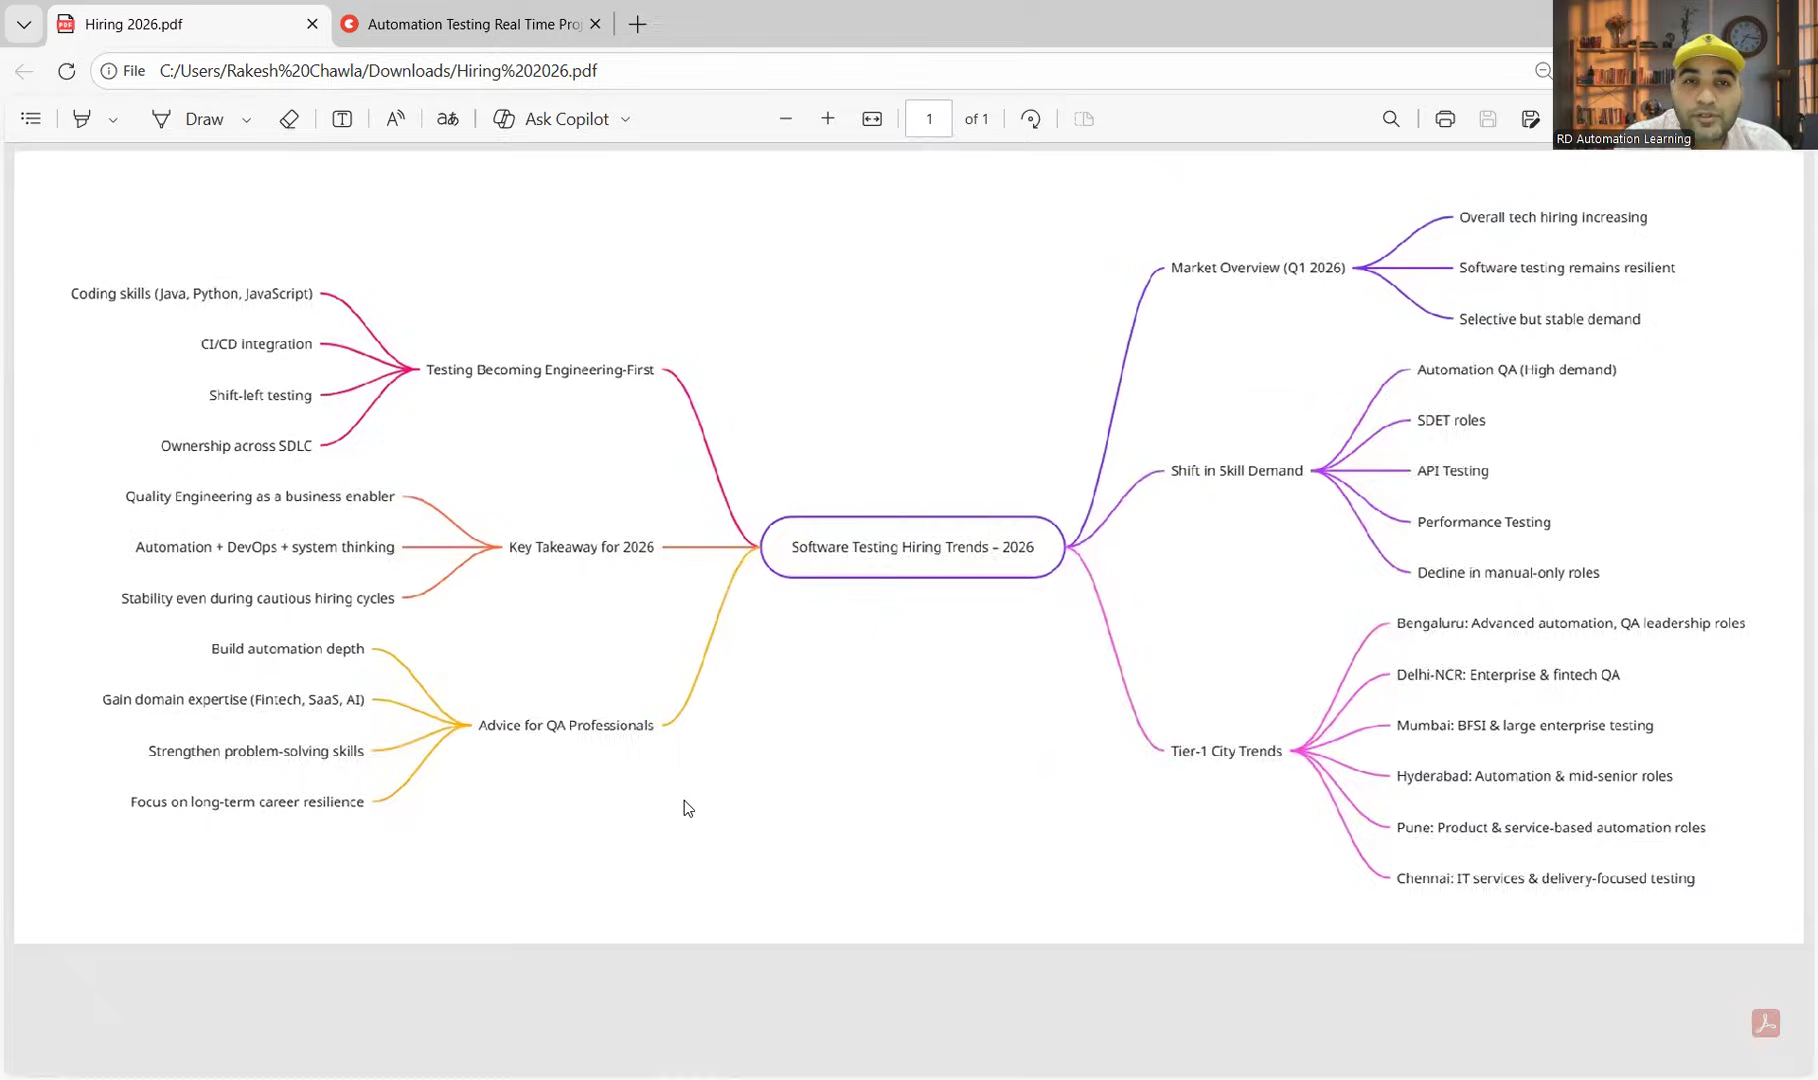 Hiring 2026.pdf
Automation Testing Real Time Pro
File
C:/Users/Rakesh%20Chawla/Downloads/Hiring%202026.pdf
Draw
Ask Copilot
1
of 1
RD Automation Learning
Testing Becoming Engineering-First
Coding skills (Java, Python, JavaScript)
CI/CD integration
Shift-left testing
Ownership across SDLC
Key Takeaway for 2026
Quality Engineering as a business enabler
Automation + DevOps + system thinking
Stability even during cautious hiring cycles
Advice for QA Professionals
Build automation depth
Gain domain expertise (Fintech, SaaS, AI)
Strengthen problem-solving skills
Focus on long-term career resilience
Software Testing Hiring Trends – 2026
Market Overview (Q1 2026)
Overall tech hiring increasing
Software testing remains resilient
Selective but stable demand
Shift in Skill Demand
Automation QA (High demand)
SDET roles
API Testing
Performance Testing
Decline in manual-only roles
Tier-1 City Trends
Bengaluru: Advanced automation, QA leadership roles
Delhi-NCR: Enterprise & fintech QA
Mumbai: BFSI & large enterprise testing
Hyderabad: Automation & mid-senior roles
Pune: Product & service-based automation roles
Chennai: IT services & delivery-focused testing